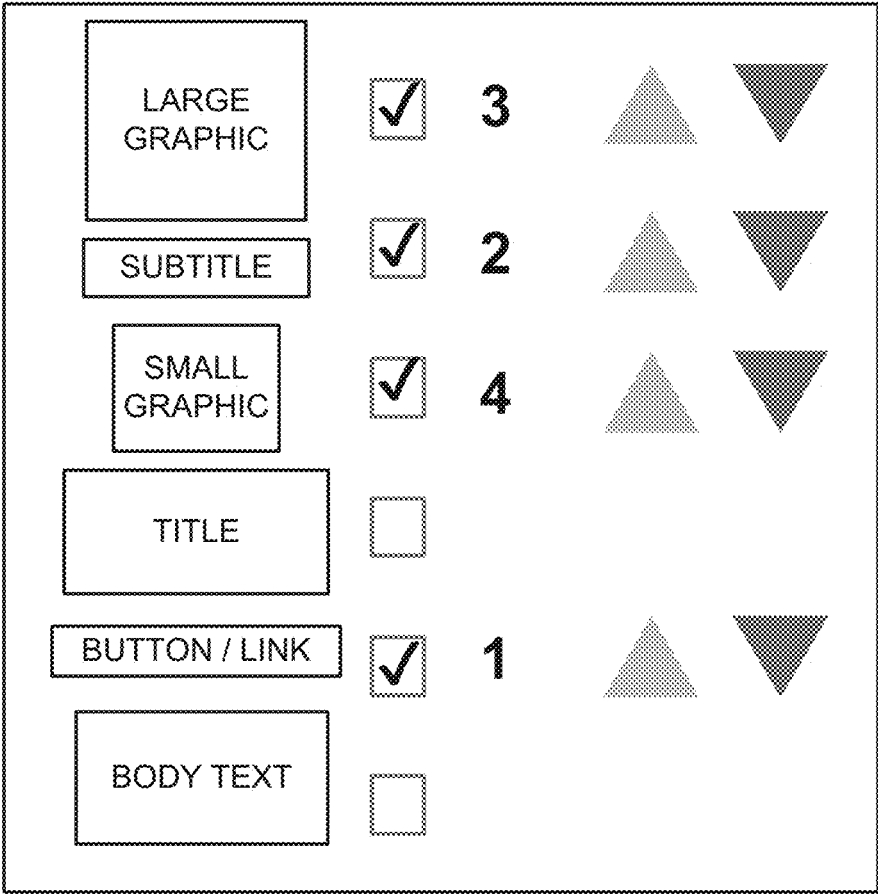 LARGE
GRAPHIC
3
SUBTITLE
2
SMALL
GRAPHIC
4
TITLE
BUTTON / LINK
1
BODY TEXT